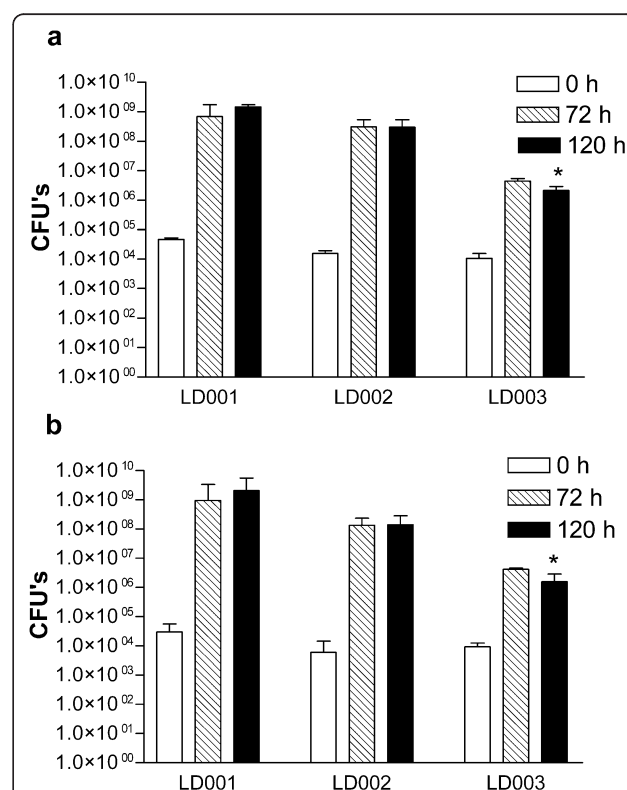 a
1.0×10 10
1.0×10 09
1.0×10 08
1.0×10 07
1.0×10 06
1.0×10 05
1.0×10 04
1.0×10 03
1.0×10 02
1.0×10 01
1.0×10 00
CFU's
0 h
72 h
120 h
*
LD001 LD002 LD003
b
1.0×10 10
1.0×10 09
1.0×10 08
1.0×10 07
1.0×10 06
1.0×10 05
1.0×10 04
1.0×10 03
1.0×10 02
1.0×10 01
1.0×10 00
CFU's
0 h
72 h
120 h
*
LD001 LD002 LD003